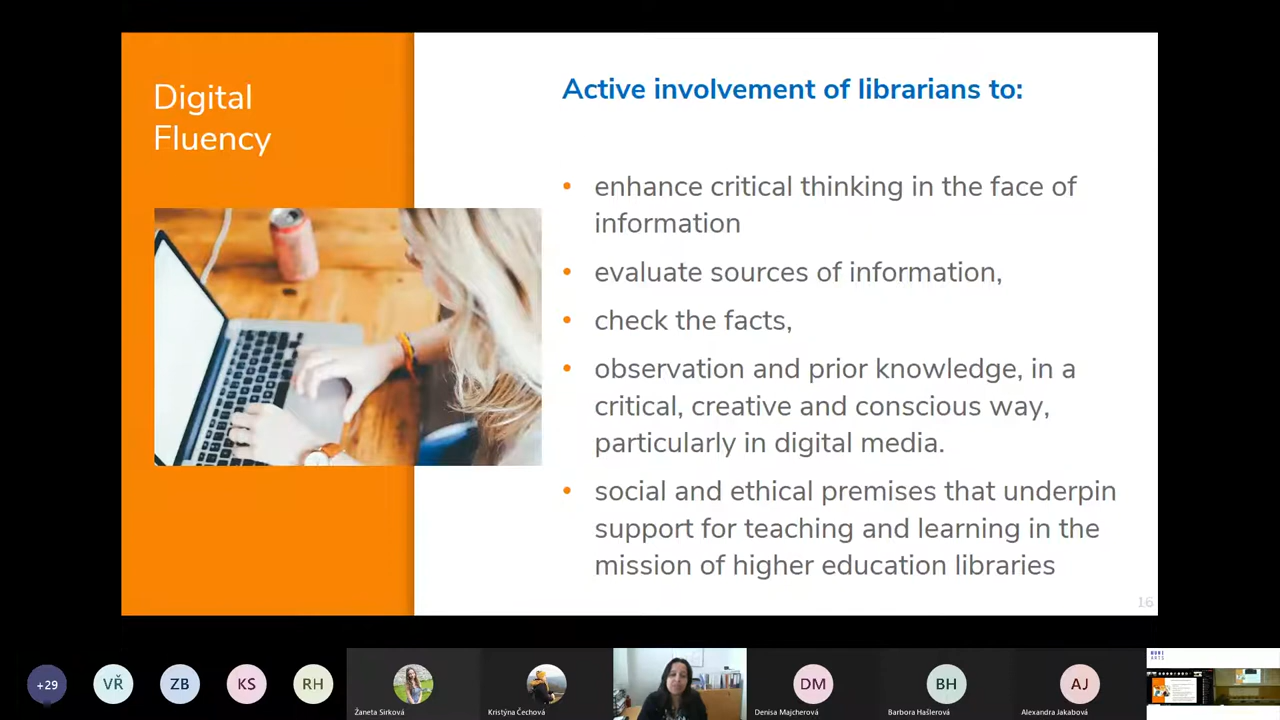 Digital
Fluency
Active involvement of librarians to:
• enhance critical thinking in the face of
information
• evaluate sources of information,
• check the facts,
• observation and prior knowledge, in a
critical, creative and conscious way,
particularly in digital media.
• social and ethical premises that underpin
support for teaching and learning in the
mission of higher education libraries
16
+29
VŘ
ZB
KS
RH
Žaneta Sirková
Kristýna Čechová
DM
Denisa Majcherová
BH
Barbora Hašlerová
AJ
Alexandra Jakabová
MUNI
ARTS